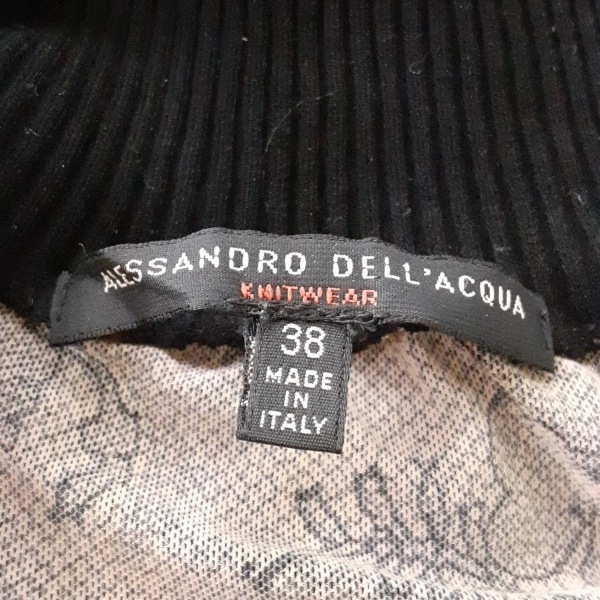 ALESSANDRO DELL'ACQUA
KNITWEAR
38
MADE
IN
ITALY